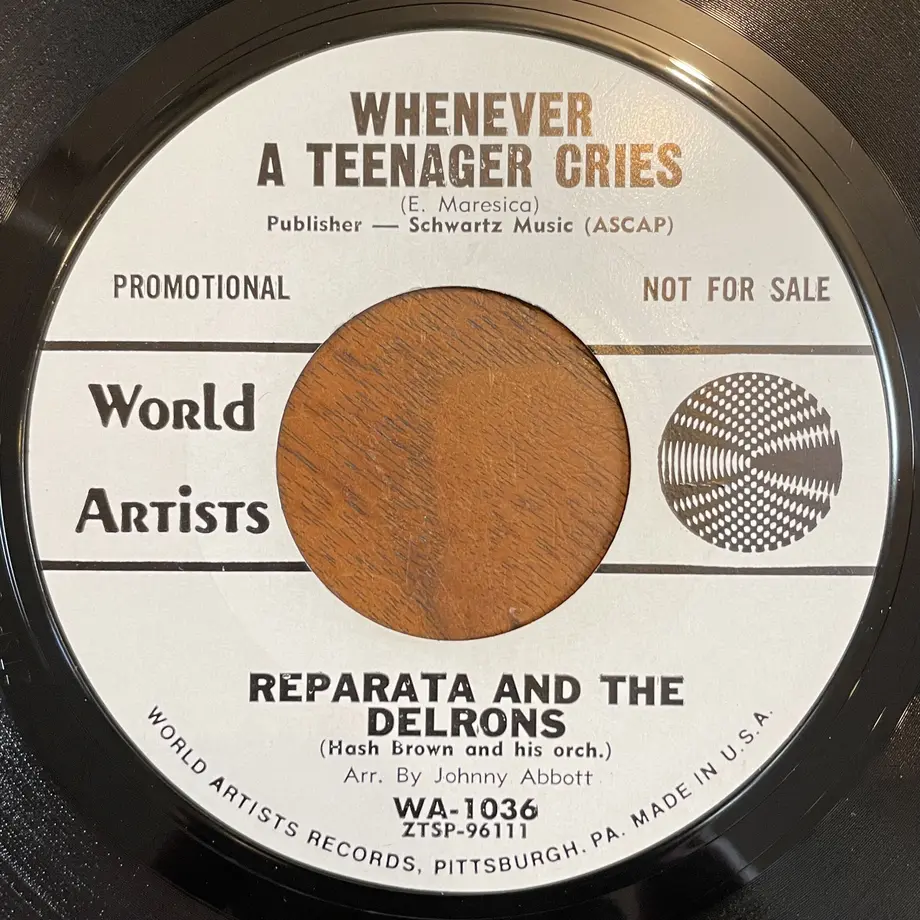 WHENEVER
A TEENAGER CRIES
(E. Maresica)
Publisher — Schwartz Music (ASCAP)
PROMOTIONAL
NOT FOR SALE
World
Artists
REPARATA AND THE
DELRONS
(Hash Brown and his orch.)
Arr. By Johnny Abbott
WA-1036
ZTSP-96111
WORLD ARTISTS RECORDS, PITTSBURGH, PA. MADE IN U.S.A.